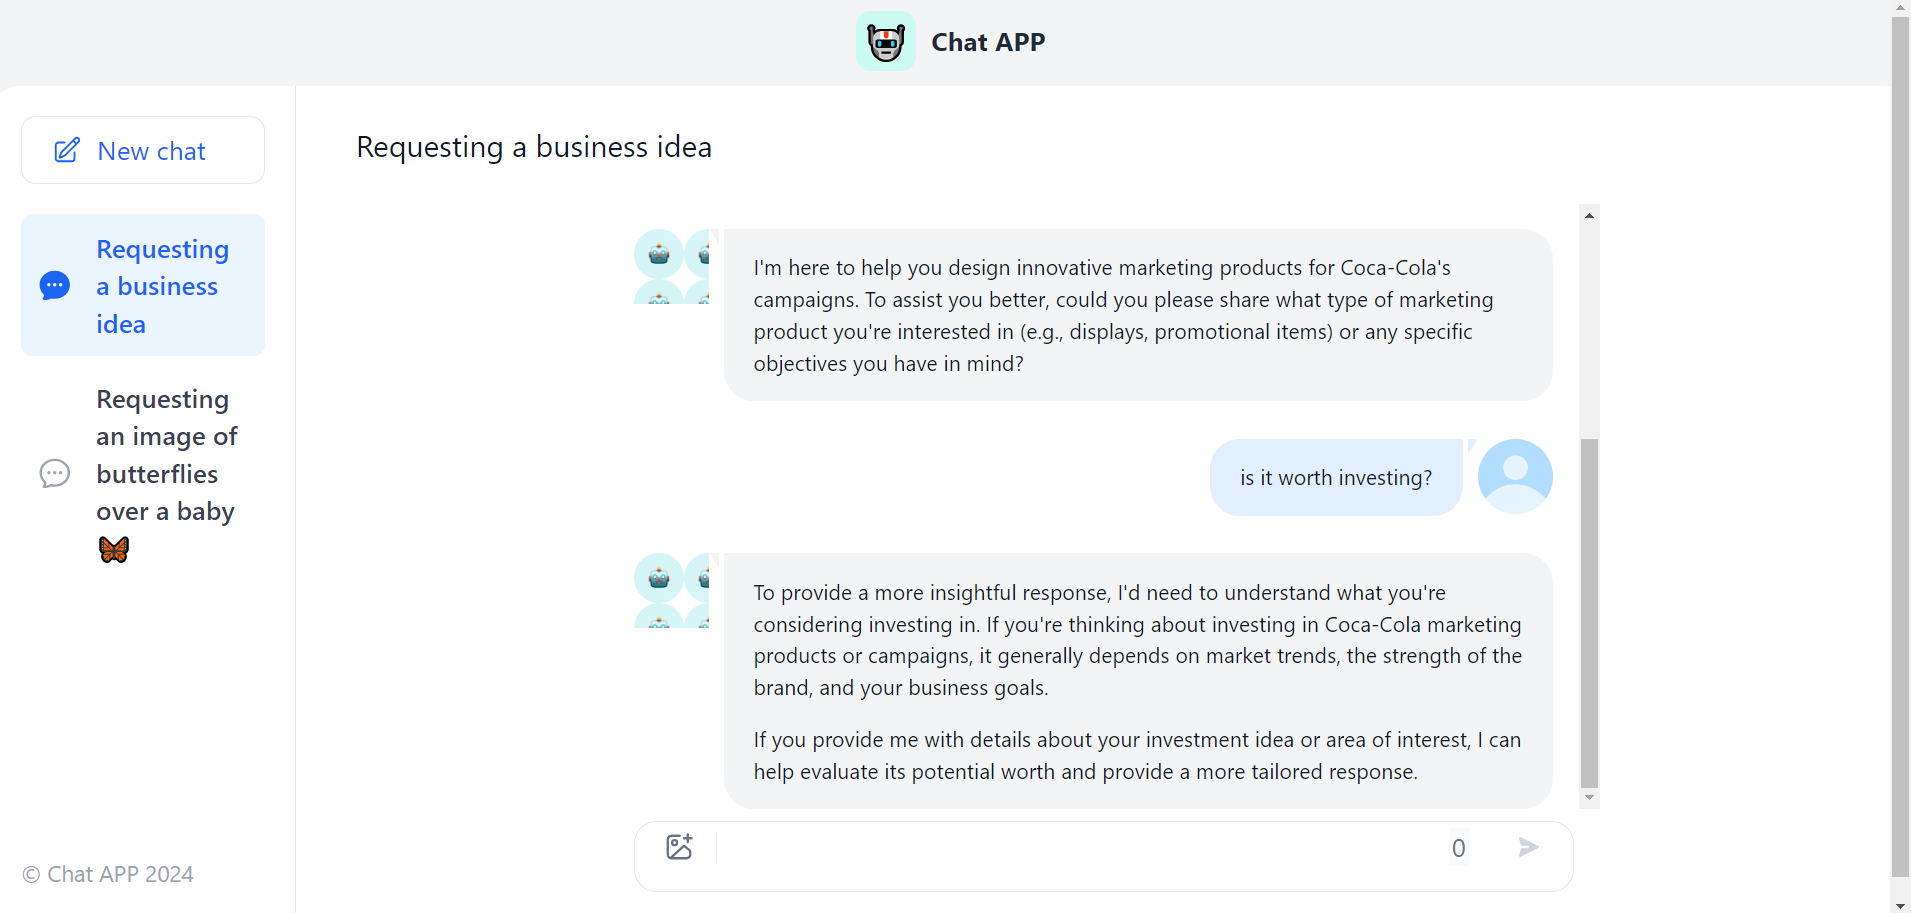 Chat APP
New chat
Requesting
a business
idea
Requesting
an image of
butterflies
over a baby
🦋
© Chat APP 2024
Requesting a business idea
I'm here to help you design innovative marketing products for Coca-Cola's
campaigns. To assist you better, could you please share what type of marketing
product you're interested in (e.g., displays, promotional items) or any specific
objectives you have in mind?
is it worth investing?
To provide a more insightful response, I'd need to understand what you're
considering investing in. If you're thinking about investing in Coca-Cola marketing
products or campaigns, it generally depends on market trends, the strength of the
brand, and your business goals.
If you provide me with details about your investment idea or area of interest, I can
help evaluate its potential worth and provide a more tailored response.
0